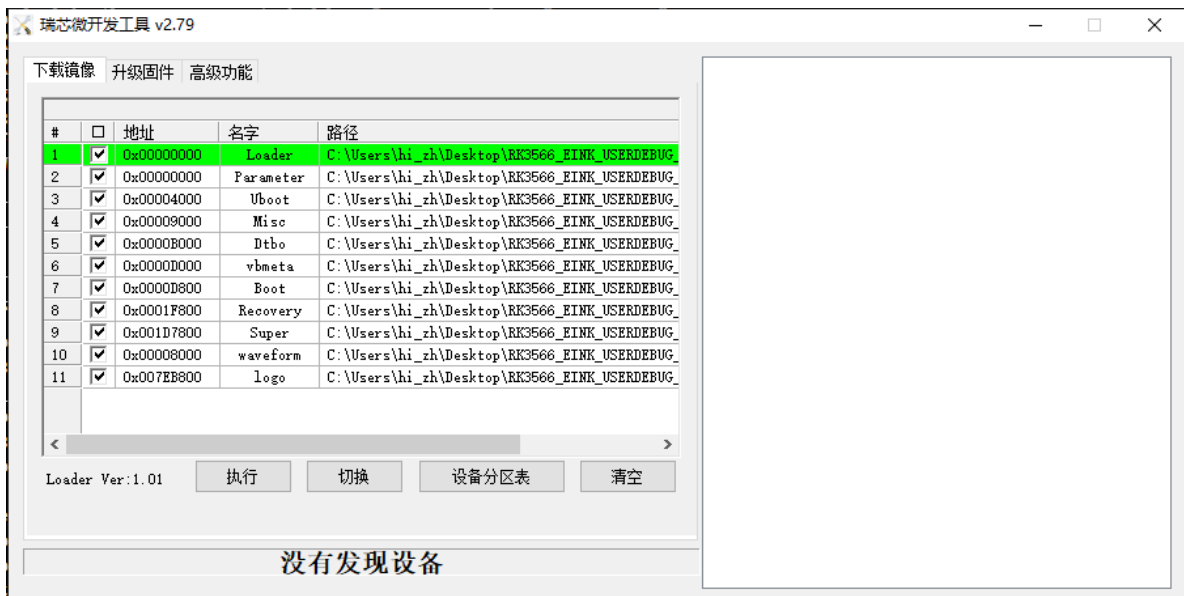 瑞芯微开发工具 v2.79
下载镜像 升级固件 高级功能
# 地址 名字 路径
1 0x00000000 Loader C:\Users\hi_zh\Desktop\RK3566_EINK_USERDEBUG_
2 0x00000000 Parameter C:\Users\hi_zh\Desktop\RK3566_EINK_USERDEBUG_
3 0x00004000 Uboot C:\Users\hi_zh\Desktop\RK3566_EINK_USERDEBUG_
4 0x00009000 Misc C:\Users\hi_zh\Desktop\RK3566_EINK_USERDEBUG_
5 0x0000B000 Dtbo C:\Users\hi_zh\Desktop\RK3566_EINK_USERDEBUG_
6 0x0000D000 vbmeta C:\Users\hi_zh\Desktop\RK3566_EINK_USERDEBUG_
7 0x0000D800 Boot C:\Users\hi_zh\Desktop\RK3566_EINK_USERDEBUG_
8 0x0001F800 Recovery C:\Users\hi_zh\Desktop\RK3566_EINK_USERDEBUG_
9 0x001D7800 Super C:\Users\hi_zh\Desktop\RK3566_EINK_USERDEBUG_
10 0x00008000 waveform C:\Users\hi_zh\Desktop\RK3566_EINK_USERDEBUG_
11 0x007EB800 logo C:\Users\hi_zh\Desktop\RK3566_EINK_USERDEBUG_
Loader Ver:1.01 执行 切换 设备分区表 清空
没有发现设备